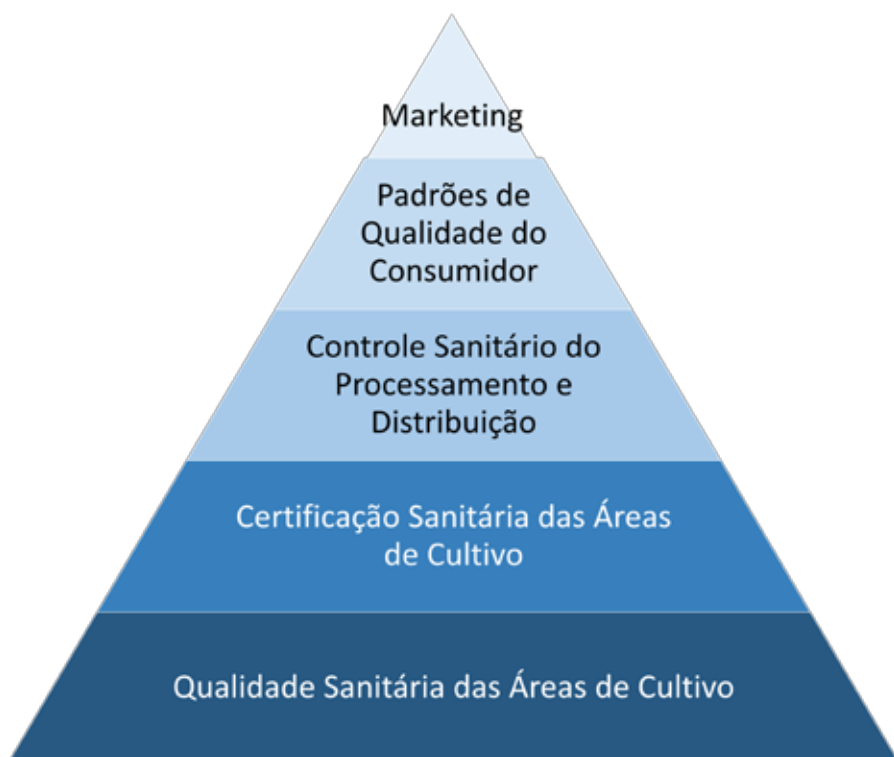 Marketing
Padrões de
Qualidade do
Consumidor
Controle Sanitário do
Processamento e
Distribuição
Certificação Sanitária das Áreas
de Cultivo
Qualidade Sanitária das Áreas de Cultivo